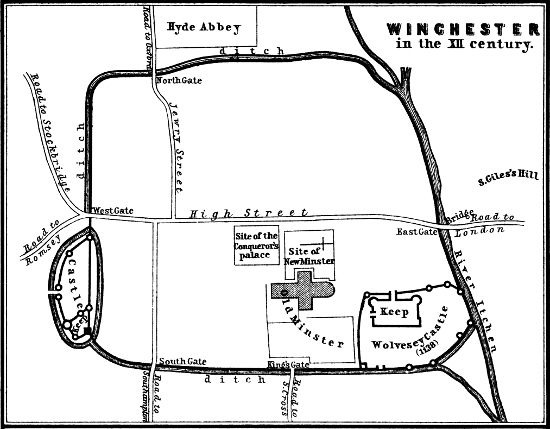 WINCHESTER
in the XII century.
Hyde Abbey
Road to Oxford
ditch
North Gate
Jewry Street
Road to Stockbridge
ditch
S. Giles's Hill
West Gate
High Street
Bridge
Road to
London
East Gate
Road to
Romsey
Site of the
Conqueror's
palace
Site of
New Minster
River Itchen
Castle
Keep
Old Minster
Keep
Wolvesey Castle
(1138)
South Gate
King's Gate
ditch
Road to
Southampton
Road to
S. Cross